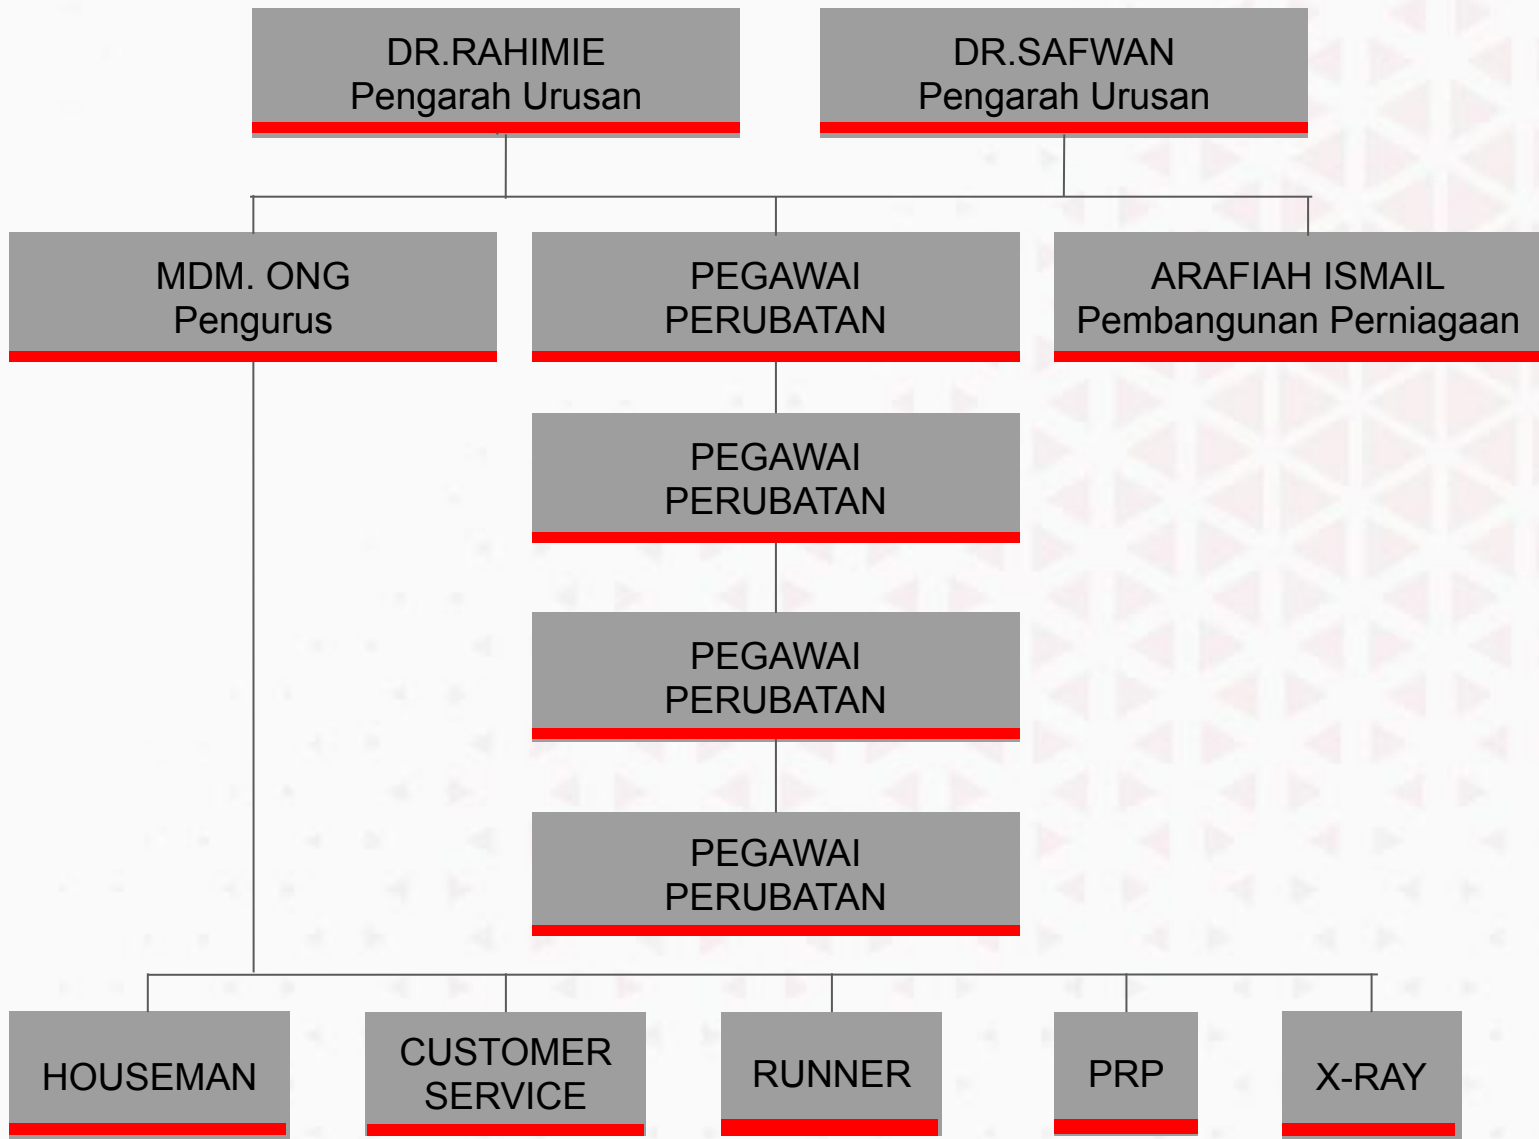 DR.RAHIMIE
Pengarah Urusan
DR.SAFWAN
Pengarah Urusan
MDM. ONG
Pengurus
PEGAWAI
PERUBATAN
ARAFIAH ISMAIL
Pembangunan Perniagaan
PEGAWAI
PERUBATAN
PEGAWAI
PERUBATAN
PEGAWAI
PERUBATAN
HOUSEMAN
CUSTOMER
SERVICE
RUNNER
PRP
X-RAY